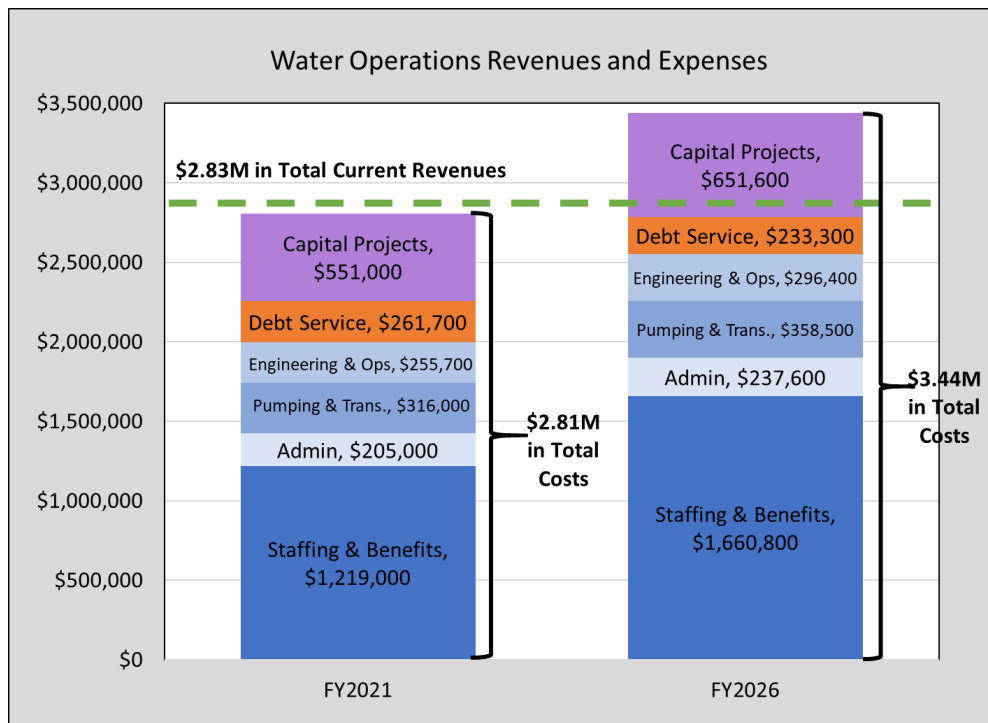 Water Operations Revenues and Expenses
$3,500,000
$3,000,000
$2,500,000
$2,000,000
$1,500,000
$1,000,000
$500,000
$0
$2.83M in Total Current Revenues
Capital Projects,
$551,000
Debt Service, $261,700
Engineering & Ops, $255,700
Pumping & Trans., $316,000
Admin, $205,000
Staffing & Benefits,
$1,219,000
$2.81M
in Total
Costs
Capital Projects,
$651,600
Debt Service, $233,300
Engineering & Ops, $296,400
Pumping & Trans., $358,500
Admin, $237,600
Staffing & Benefits,
$1,660,800
$3.44M
in Total
Costs
FY2021
FY2026